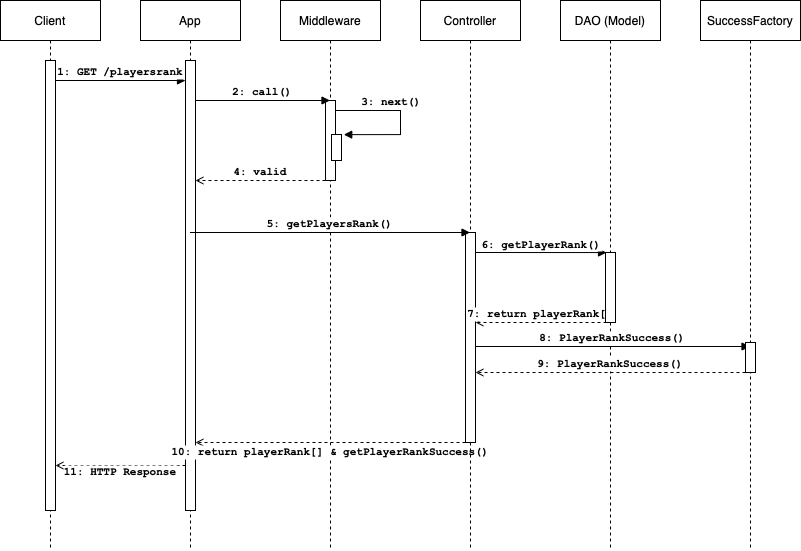 Client
App
Middleware
Controller
DAO (Model)
SuccessFactory
1: GET /playersrank
2: call()
3: next()
4: valid
5: getPlayersRank()
6: getPlayerRank()
7: return playerRank[
8: PlayerRankSuccess()
9: PlayerRankSuccess()
10: return playerRank[] & getPlayerRankSuccess()
11: HTTP Response